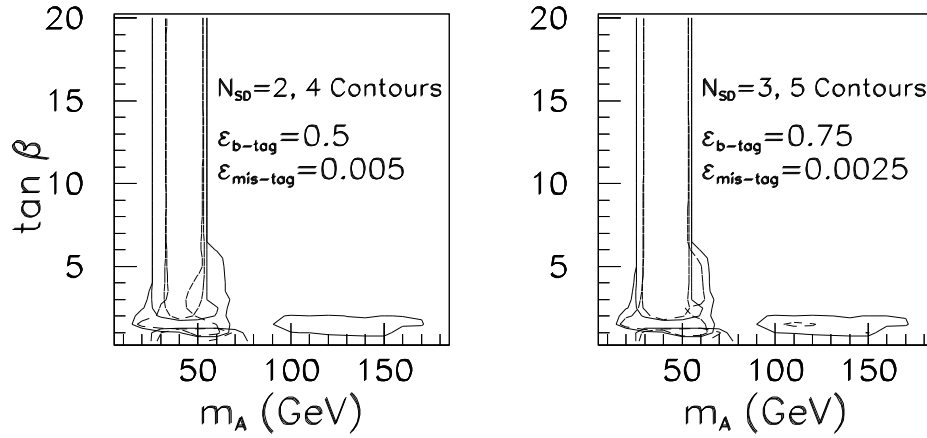 20
15
10
5
tan β
N_SD=2, 4 Contours
ε_b-tag=0.5
ε_mis-tag=0.005
50
100
150
m_A (GeV)
20
15
10
5
N_SD=3, 5 Contours
ε_b-tag=0.75
ε_mis-tag=0.0025
50
100
150
m_A (GeV)